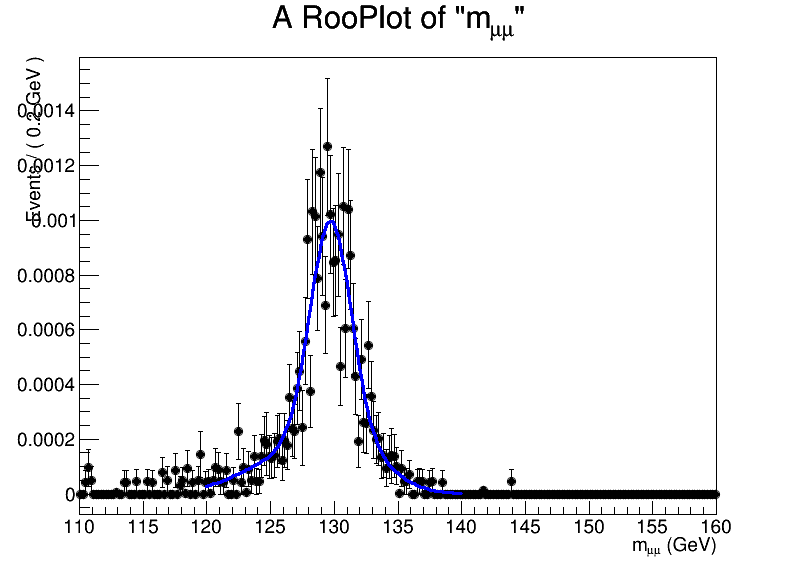 A RooPlot of "mμμ"
Events / ( 0.2 GeV )
0.0014
0.0012
0.001
0.0008
0.0006
0.0004
0.0002
0
110 115 120 125 130 135 140 145 150 155 160
mμμ (GeV)